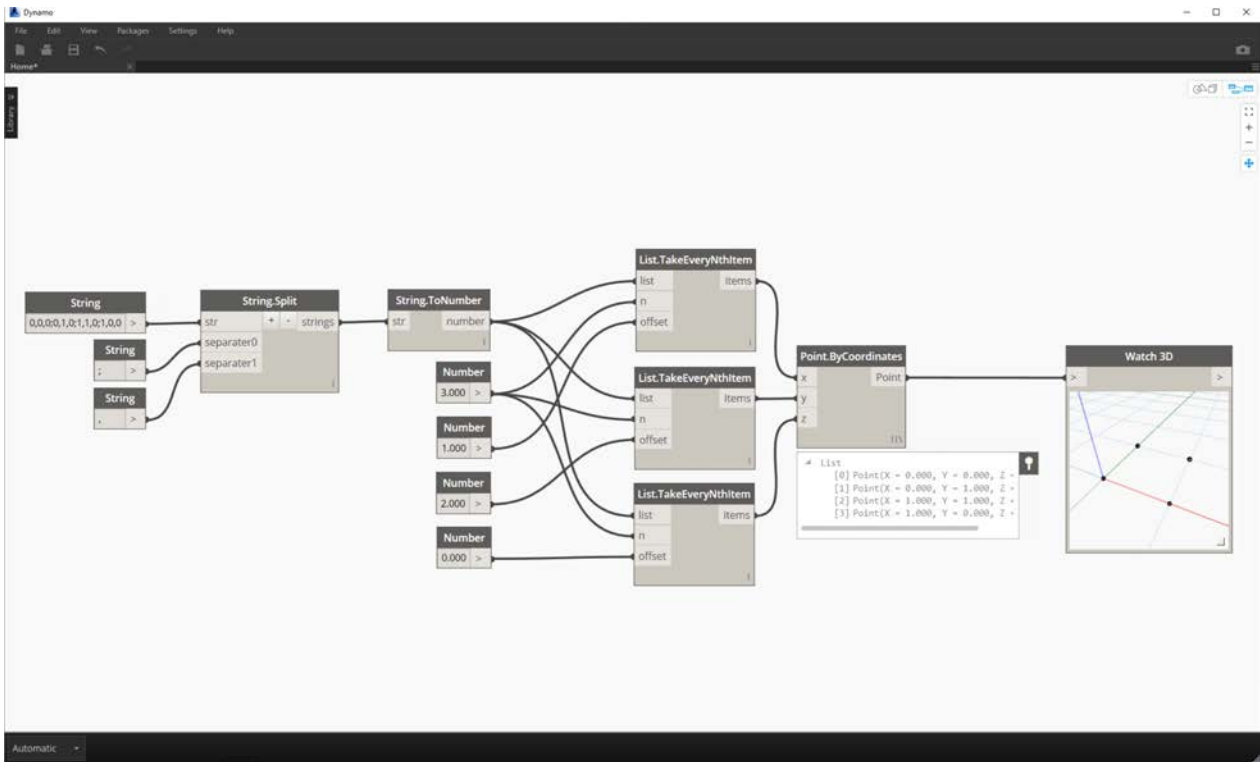 Dynamo
File Edit View Packages Settings Help
Home*
Library
String
0,0,0;0,1,0;1,1,0;1,0,0 >
String
; >
String
, >
String.Split
str + - strings
separater0
separater1
String.ToNumber
str number
Number
3.000 >
Number
1.000 >
Number
2.000 >
Number
0.000 >
List.TakeEveryNthItem
list items
n
offset
List.TakeEveryNthItem
list items
n
offset
List.TakeEveryNthItem
list items
n
offset
Point.ByCoordinates
x Point
y
z
List
[0] Point(X = 0.000, Y = 0.000, Z =
[1] Point(X = 0.000, Y = 1.000, Z =
[2] Point(X = 1.000, Y = 1.000, Z =
[3] Point(X = 1.000, Y = 0.000, Z =
Watch 3D
> >
Automatic